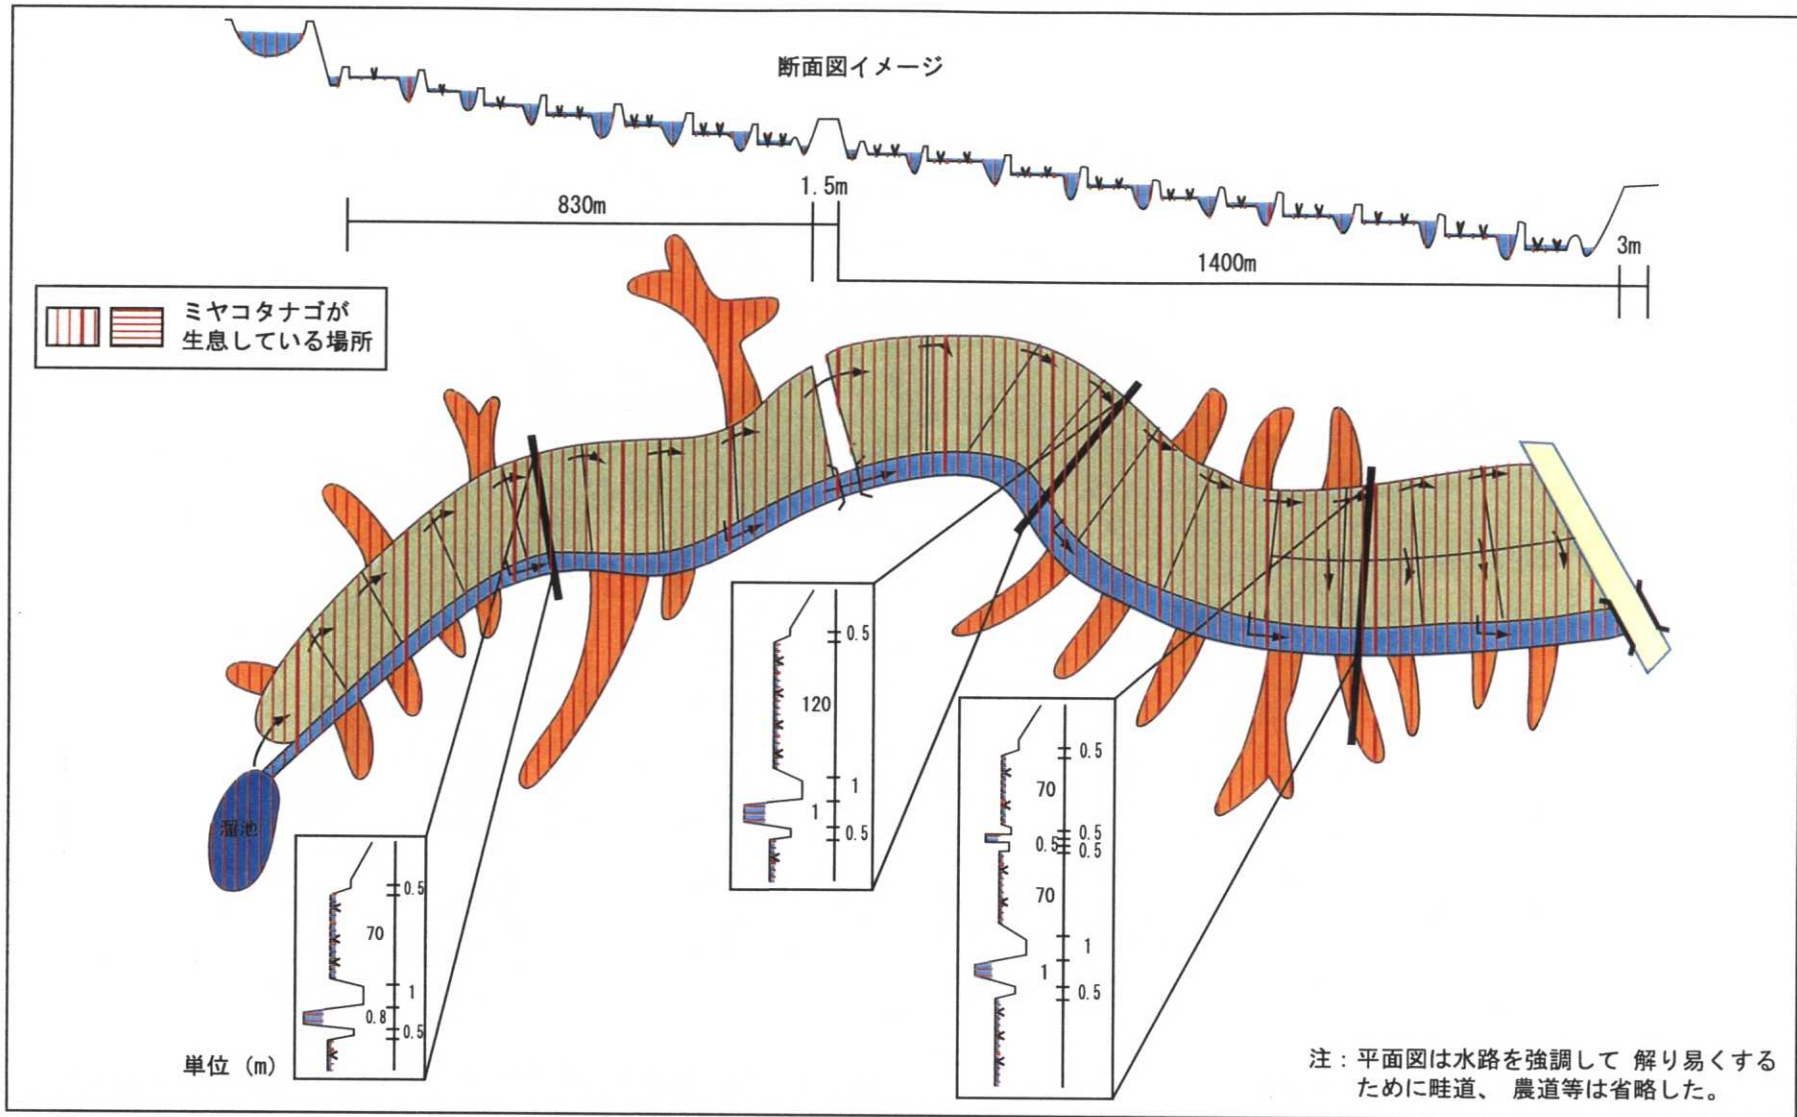 断面図イメージ
830m
1.5m
1400m
3m
ミヤコタナゴが
生息している場所
溜池
0.5
70
1
0.8
0.5
0.5
120
1
1
0.5
0.5
70
0.5
0.5
0.5
70
1
1
0.5
単位 (m)
注：平面図は水路を強調して 解り易くする
ために畦道、 農道等は省略した。